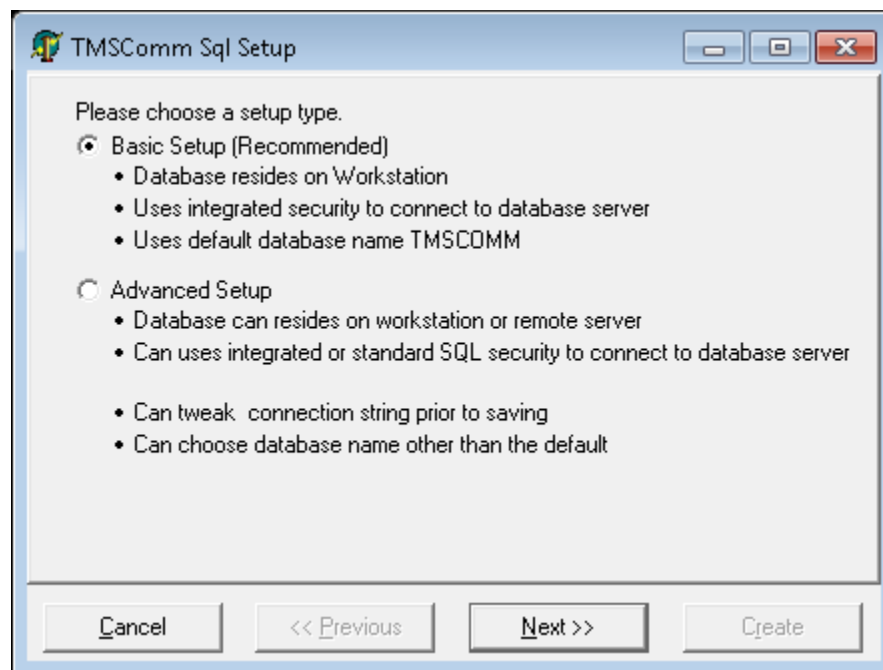 TMSComm Sql Setup
Please choose a setup type.
Basic Setup (Recommended)
• Database resides on Workstation
• Uses integrated security to connect to database server
• Uses default database name TMSCOMM
Advanced Setup
• Database can resides on workstation or remote server
• Can uses integrated or standard SQL security to connect to database server
• Can tweak  connection string prior to saving
• Can choose database name other than the default
Cancel
<< Previous
Next >>
Create